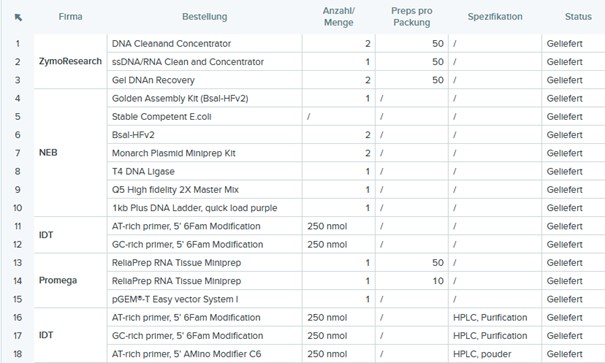 Firma Bestellung Anzahl/ Menge Preps pro Packung Spezifikation Status
1 ZymoResearch DNA Cleanand Concentrator 2 50 / Geliefert
2 ssDNA/RNA Clean and Concentrator 1 50 / Geliefert
3 Gel DNAn Recovery 2 50 / Geliefert
4 NEB Golden Assembly Kit (BsaI-HFv2) 1 / / Geliefert
5 Stable Competent E.coli / / / Geliefert
6 BsaI-HFv2 2 / / Geliefert
7 Monarch Plasmid Miniprep Kit 2 / / Geliefert
8 T4 DNA Ligase 1 / / Geliefert
9 Q5 High fidelity 2X Master Mix 1 / / Geliefert
10 1kb Plus DNA Ladder, quick load purple 1 / / Geliefert
11 IDT AT-rich primer, 5' 6Fam Modification 250 nmol / / Geliefert
12 GC-rich primer, 5' 6Fam Modification 250 nmol / / Geliefert
13 Promega ReliaPrep RNA Tissue Miniprep 1 50 / Geliefert
14 ReliaPrep RNA Tissue Miniprep 1 10 / Geliefert
15 pGEM®-T Easy vector System I 1 / / Geliefert
16 IDT AT-rich primer, 5' 6Fam Modification 250 nmol / HPLC, Purification Geliefert
17 GC-rich primer, 5' 6Fam Modification 250 nmol / HPLC, Purification Geliefert
18 AT-rich primer, 5' AMino Modifier C6 250 nmol / HPLC, pouder Geliefert